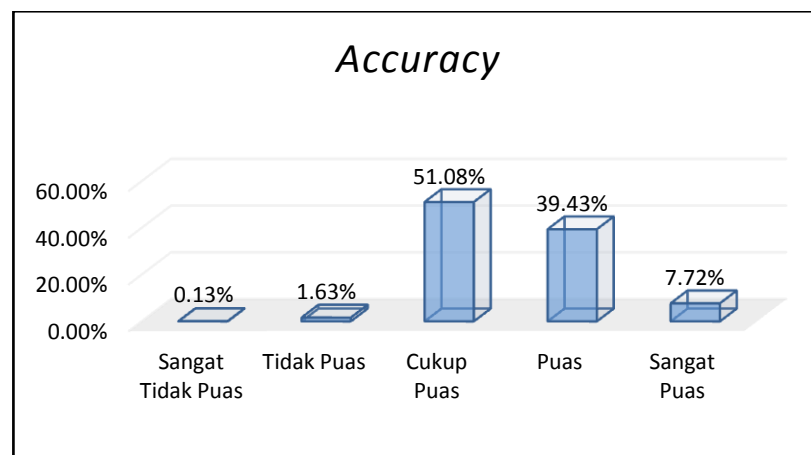 Accuracy
60.00%
40.00%
20.00%
0.00%
0.13%
1.63%
51.08%
39.43%
7.72%
Sangat
Tidak Puas
Tidak Puas
Cukup
Puas
Puas
Sangat
Puas